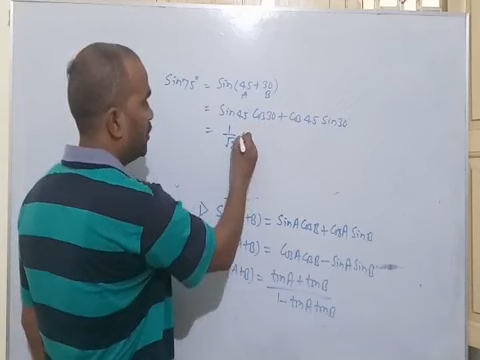 Sin75° = Sin(45+30)
A B
= Sin45 Cos30 + Cos45 Sin30
= 1/√
1) S +B) = SinA CosB + CosA SinB
+B) = CosA CosB - SinA SinB
(A+B) = tanA + tanB
1 - tanA tanB